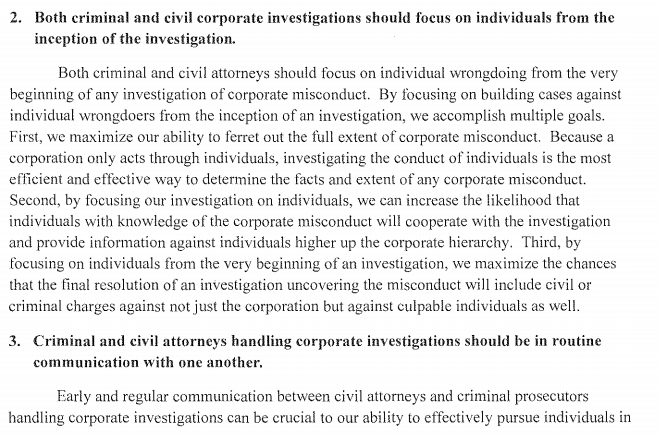 2. Both criminal and civil corporate investigations should focus on individuals from the
inception of the investigation.
Both criminal and civil attorneys should focus on individual wrongdoing from the very
beginning of any investigation of corporate misconduct. By focusing on building cases against
individual wrongdoers from the inception of an investigation, we accomplish multiple goals.
First, we maximize our ability to ferret out the full extent of corporate misconduct. Because a
corporation only acts through individuals, investigating the conduct of individuals is the most
efficient and effective way to determine the facts and extent of any corporate misconduct.
Second, by focusing our investigation on individuals, we can increase the likelihood that
individuals with knowledge of the corporate misconduct will cooperate with the investigation
and provide information against individuals higher up the corporate hierarchy. Third, by
focusing on individuals from the very beginning of an investigation, we maximize the chances
that the final resolution of an investigation uncovering the misconduct will include civil or
criminal charges against not just the corporation but against culpable individuals as well.
3. Criminal and civil attorneys handling corporate investigations should be in routine
communication with one another.
Early and regular communication between civil attorneys and criminal prosecutors
handling corporate investigations can be crucial to our ability to effectively pursue individuals in